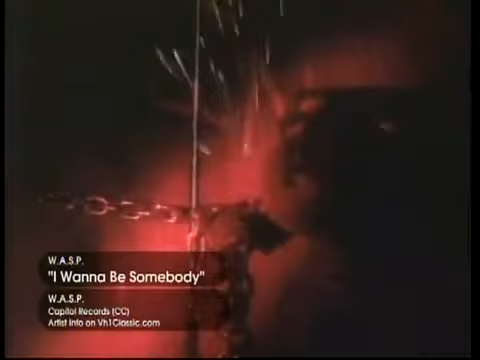 W.A.S.P.
"I Wanna Be Somebody"
W.A.S.P.
Capitol Records (CC)
Artist Info on Vh1Classic.com